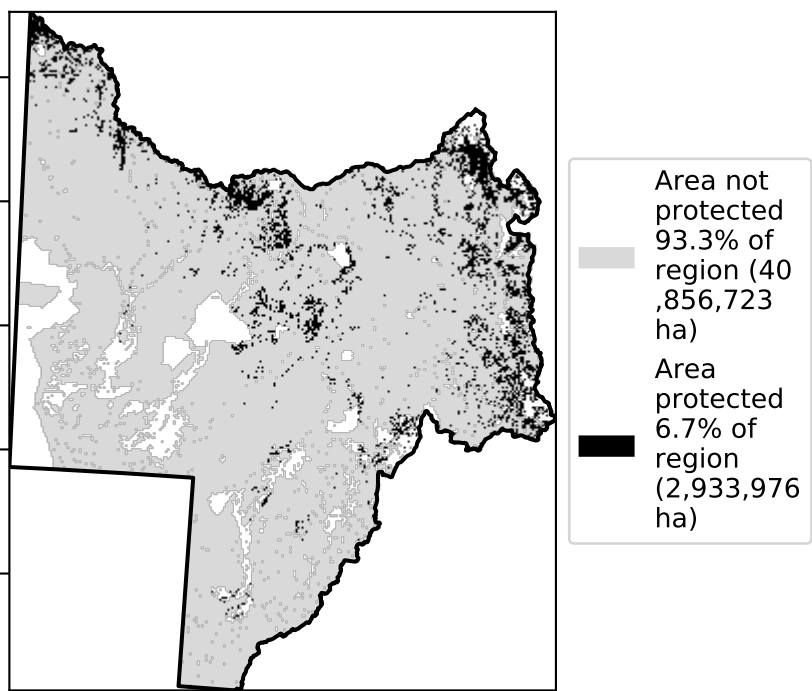 Area not
protected
93.3% of
region (40
,856,723
ha)
Area
protected
6.7% of
region
(2,933,976
ha)